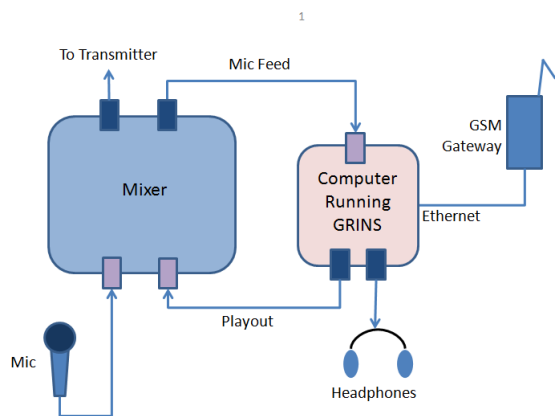 1
To Transmitter
Mic Feed
GSM
Gateway
Mixer
Computer
Running
GRINS
Ethernet
Playout
Mic
Headphones